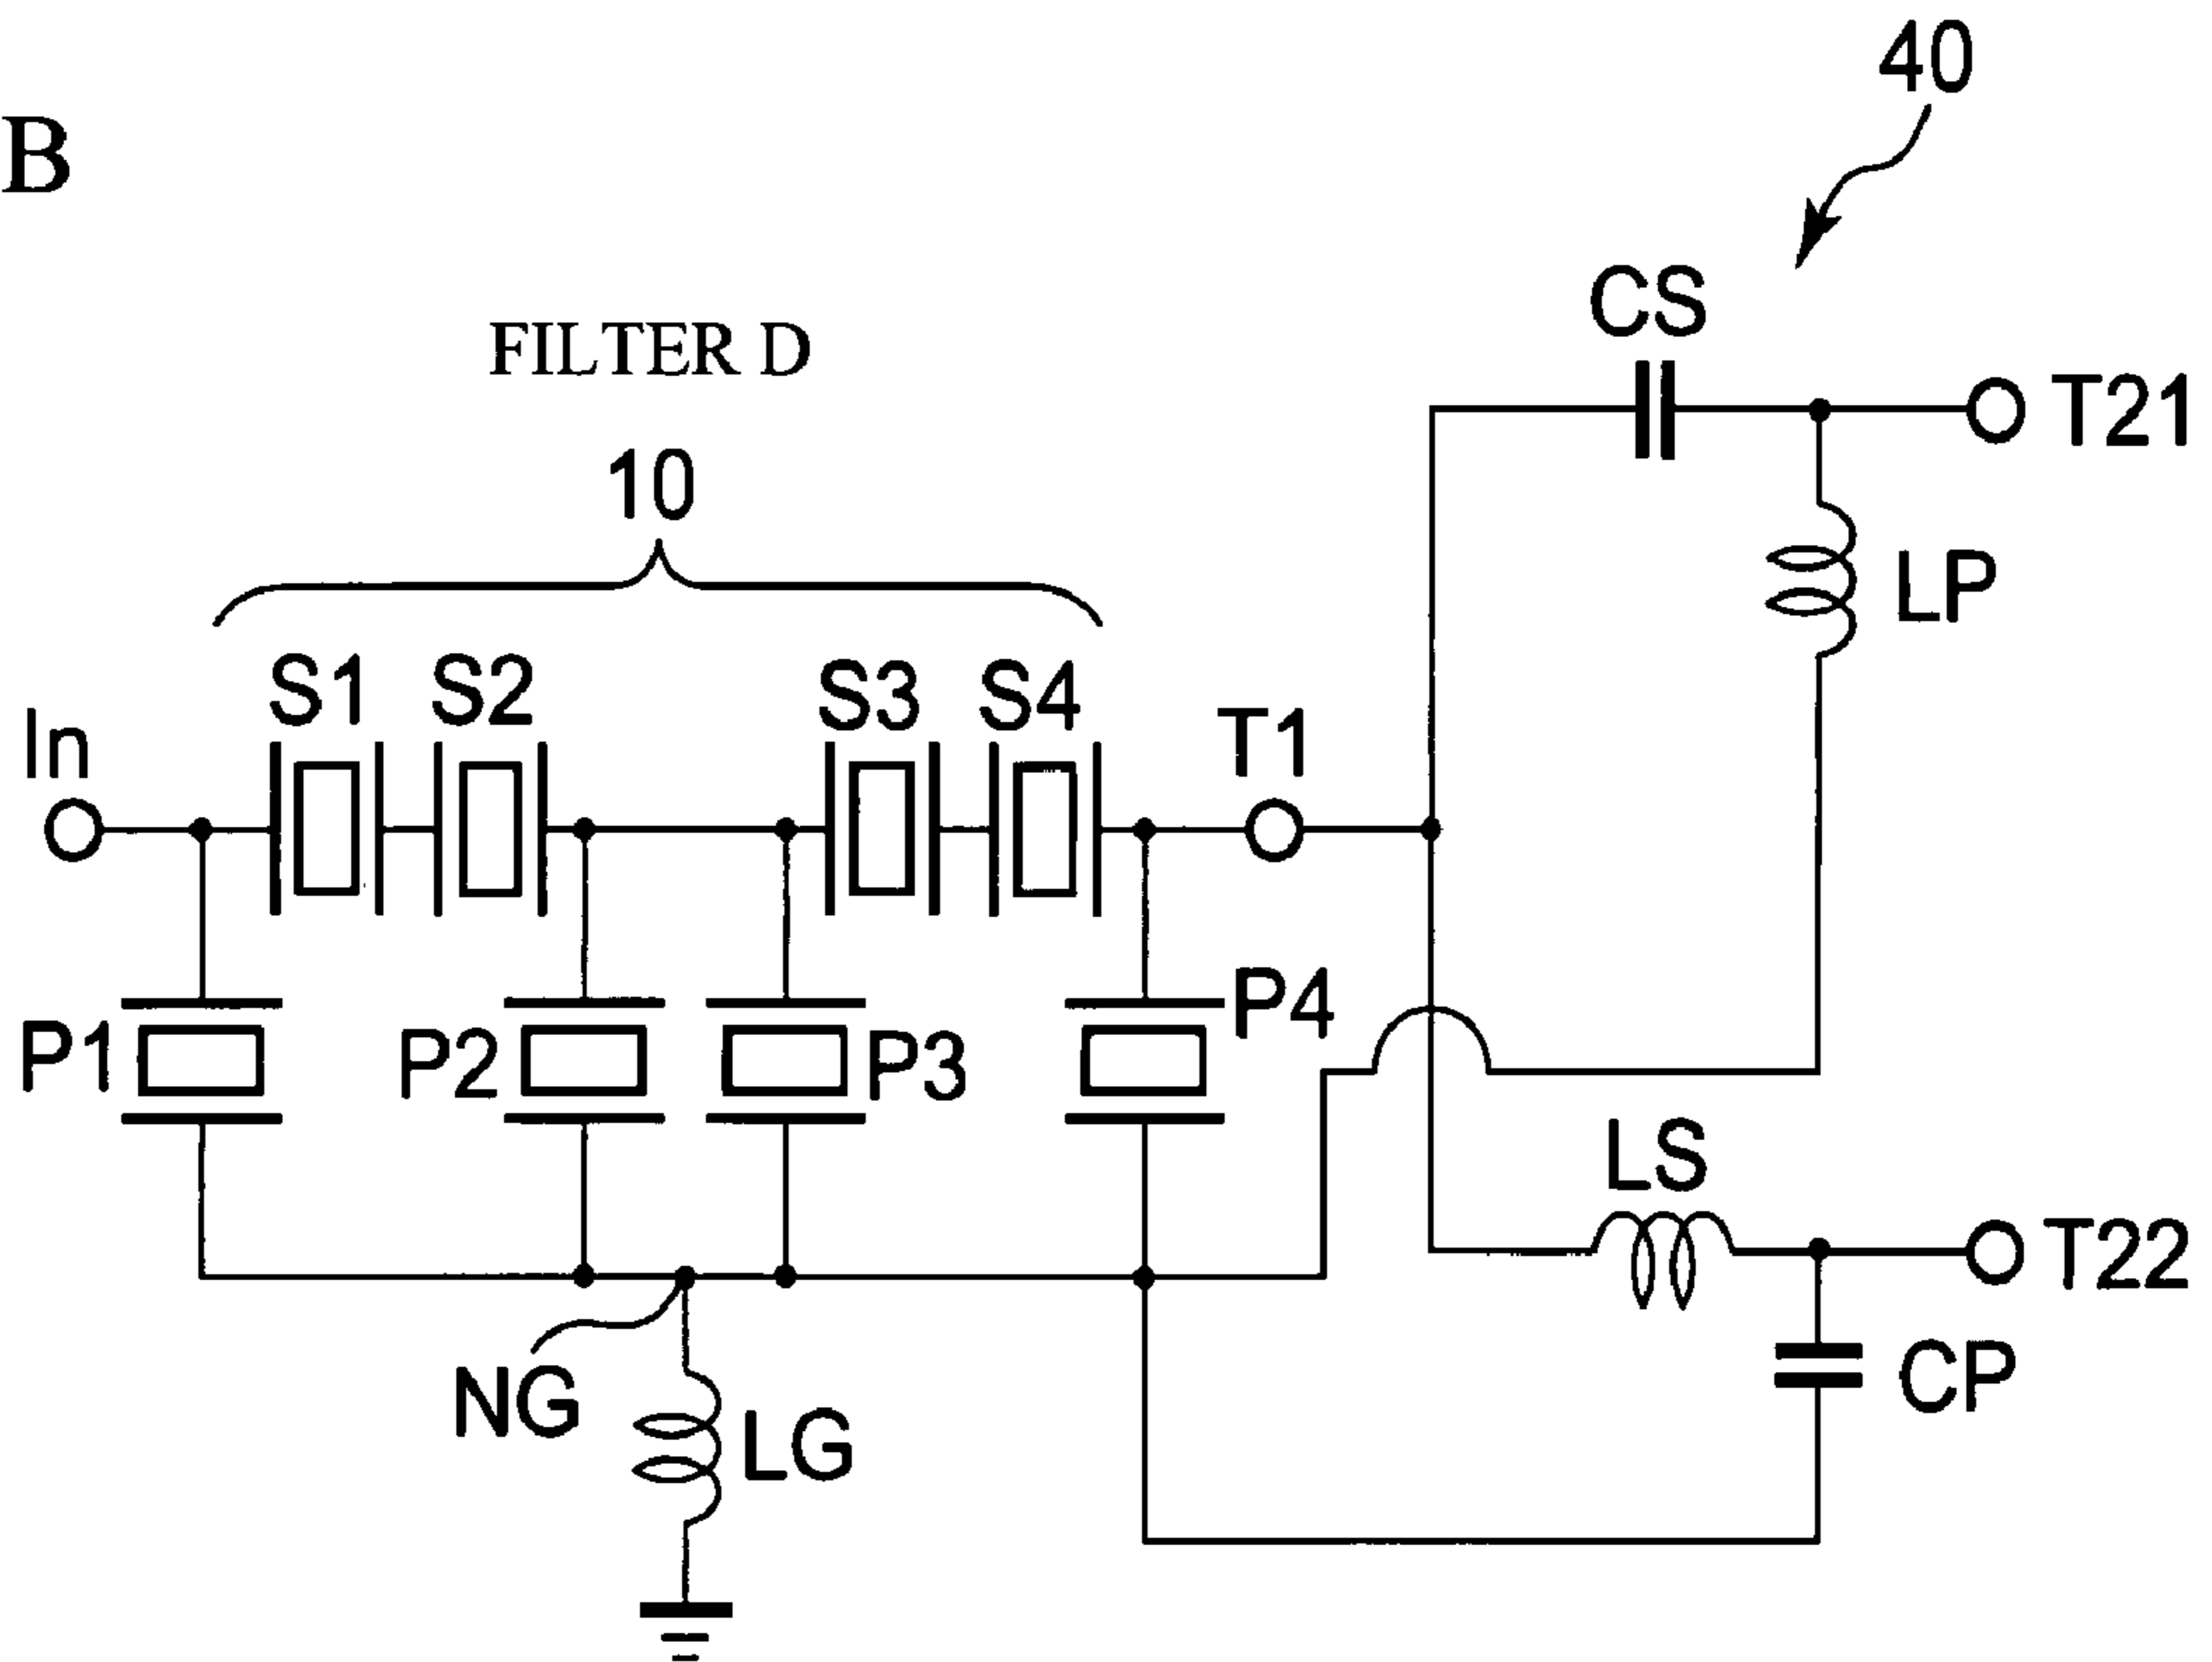 40
B
CS
FILTER D
T21
10
LP
S1 S2 S3 S4
In
T1
P4
P1 P2 P3
LS
T22
NG
LG
CP